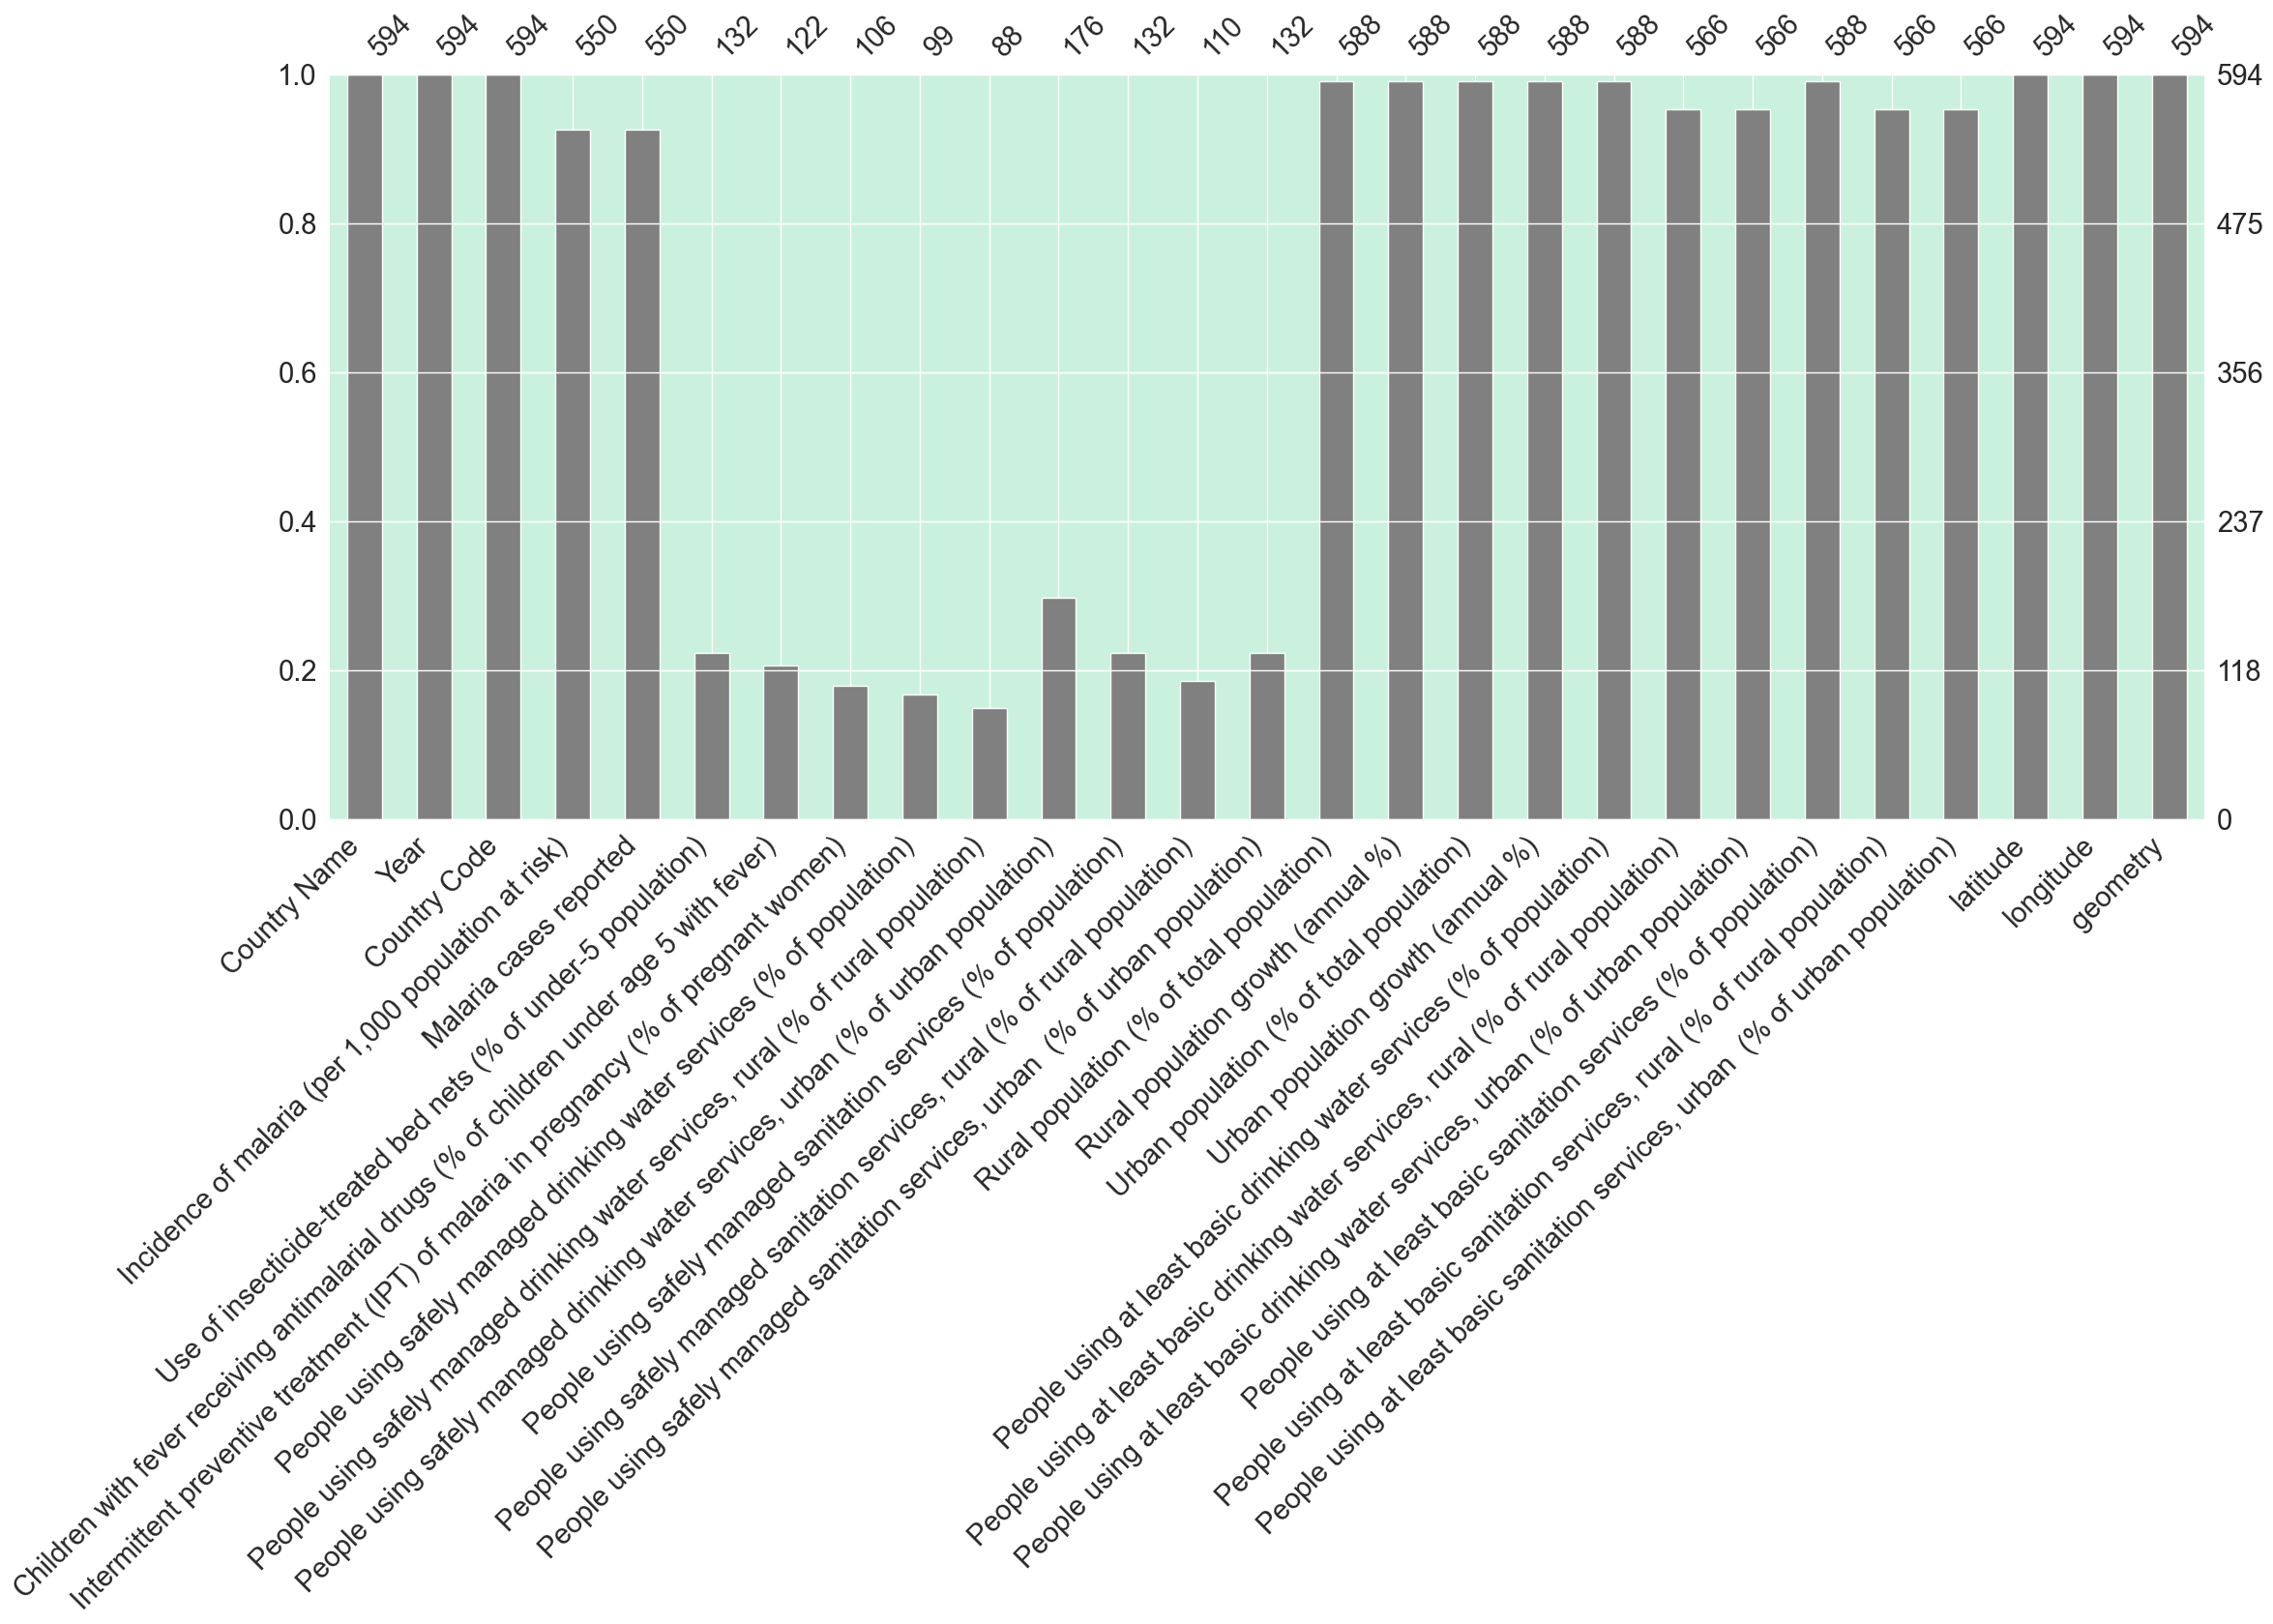 594 594 594 550 550 132 122 106 99 88 176 132 110 132 588 588 588 588 588 566 566 588 566 566 594 594 594
1.0 594
0.8 475
0.6 356
0.4 237
0.2 118
0.0 0
Country Name
Year
Country Code
Incidence of malaria (per 1,000 population at risk)
Malaria cases reported
Use of insecticide-treated bed nets (% of under-5 population)
Children with fever receiving antimalarial drugs (% of children under age 5 with fever)
Intermittent preventive treatment (IPT) of malaria in pregnancy (% of pregnant women)
People using safely managed drinking water services (% of population)
People using safely managed drinking water services, rural (% of rural population)
People using safely managed drinking water services, urban (% of urban population)
People using safely managed sanitation services (% of population)
People using safely managed sanitation services, rural (% of rural population)
People using safely managed sanitation services, urban  (% of urban population)
Rural population (% of total population)
Rural population growth (annual %)
Urban population (% of total population)
Urban population growth (annual %)
People using at least basic drinking water services (% of population)
People using at least basic drinking water services, rural (% of rural population)
People using at least basic drinking water services, urban (% of urban population)
People using at least basic sanitation services (% of population)
People using at least basic sanitation services, rural (% of rural population)
People using at least basic sanitation services, urban  (% of urban population)
latitude
longitude
geometry